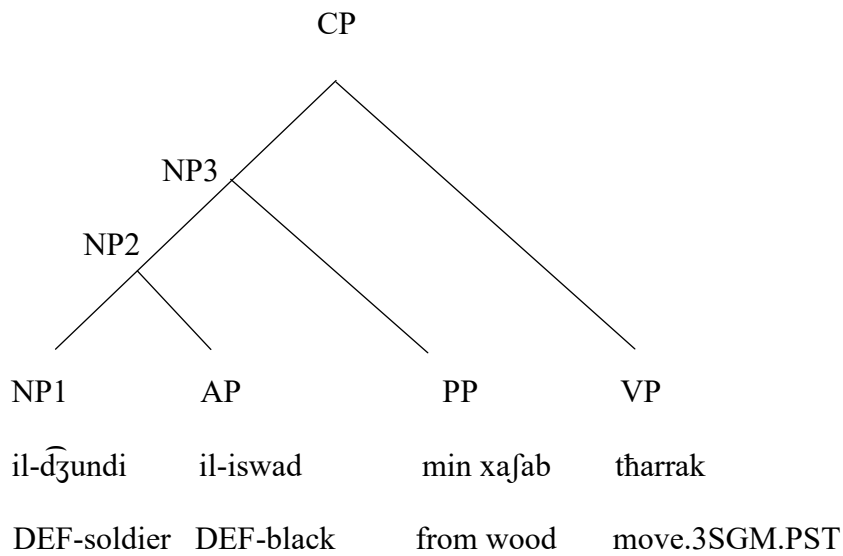 CP
NP3
NP2
NP1 AP PP VP
il-d͡ʒundi il-iswad min xaʃab tħarrak
DEF-soldier DEF-black from wood move.3SGM.PST